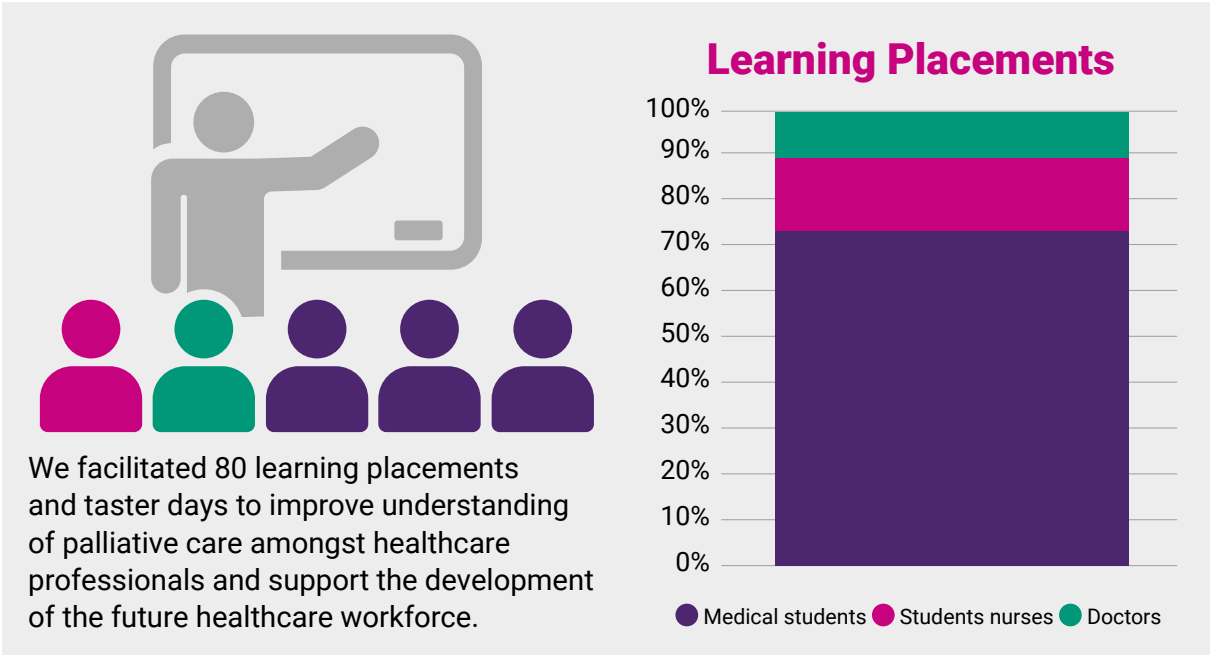 We facilitated 80 learning placements
and taster days to improve understanding
of palliative care amongst healthcare
professionals and support the development
of the future healthcare workforce.
Learning Placements
100%
90%
80%
70%
60%
50%
40%
30%
20%
10%
0%
Medical students Students nurses Doctors